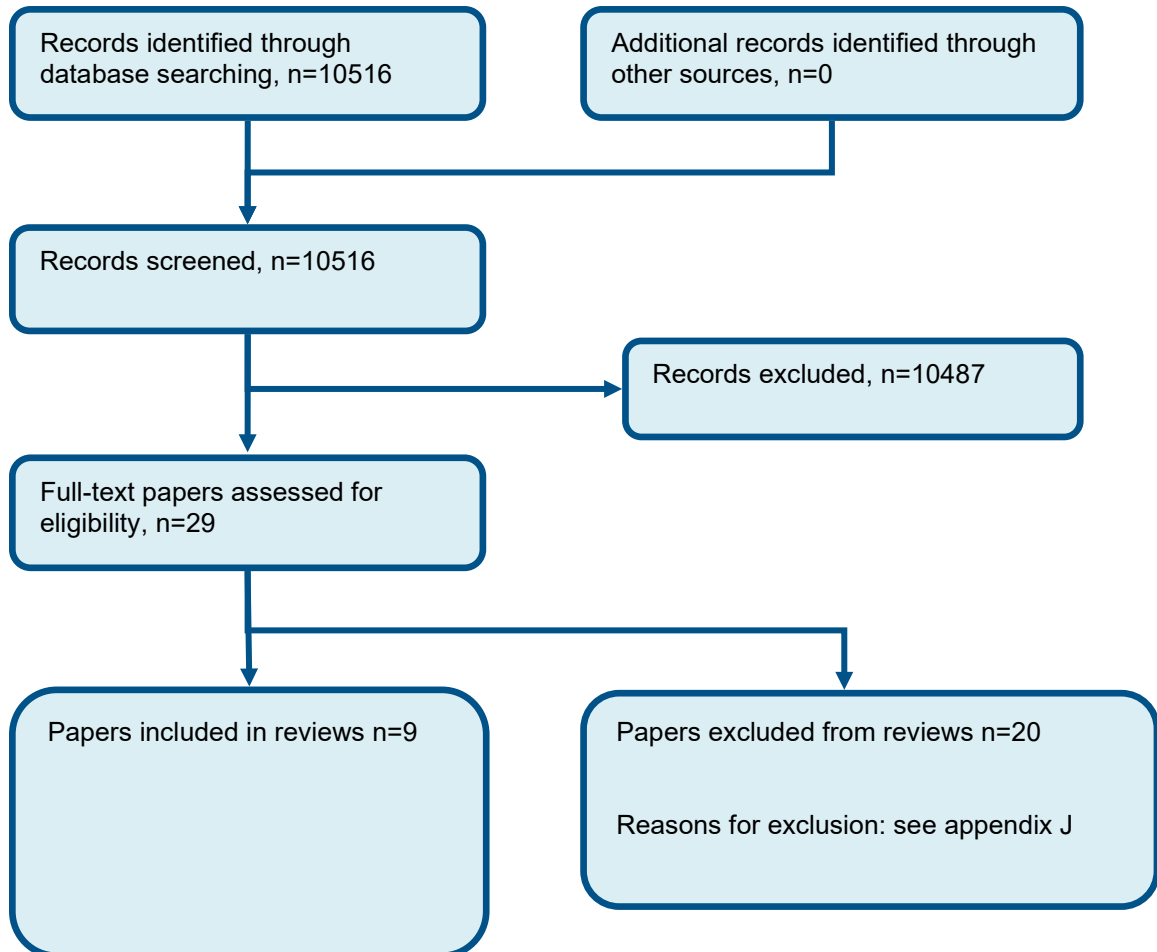 Records identified through
database searching, n=10516
Additional records identified through
other sources, n=0
Records screened, n=10516
Records excluded, n=10487
Full-text papers assessed for
eligibility, n=29
Papers included in reviews n=9
Papers excluded from reviews n=20
Reasons for exclusion: see appendix J